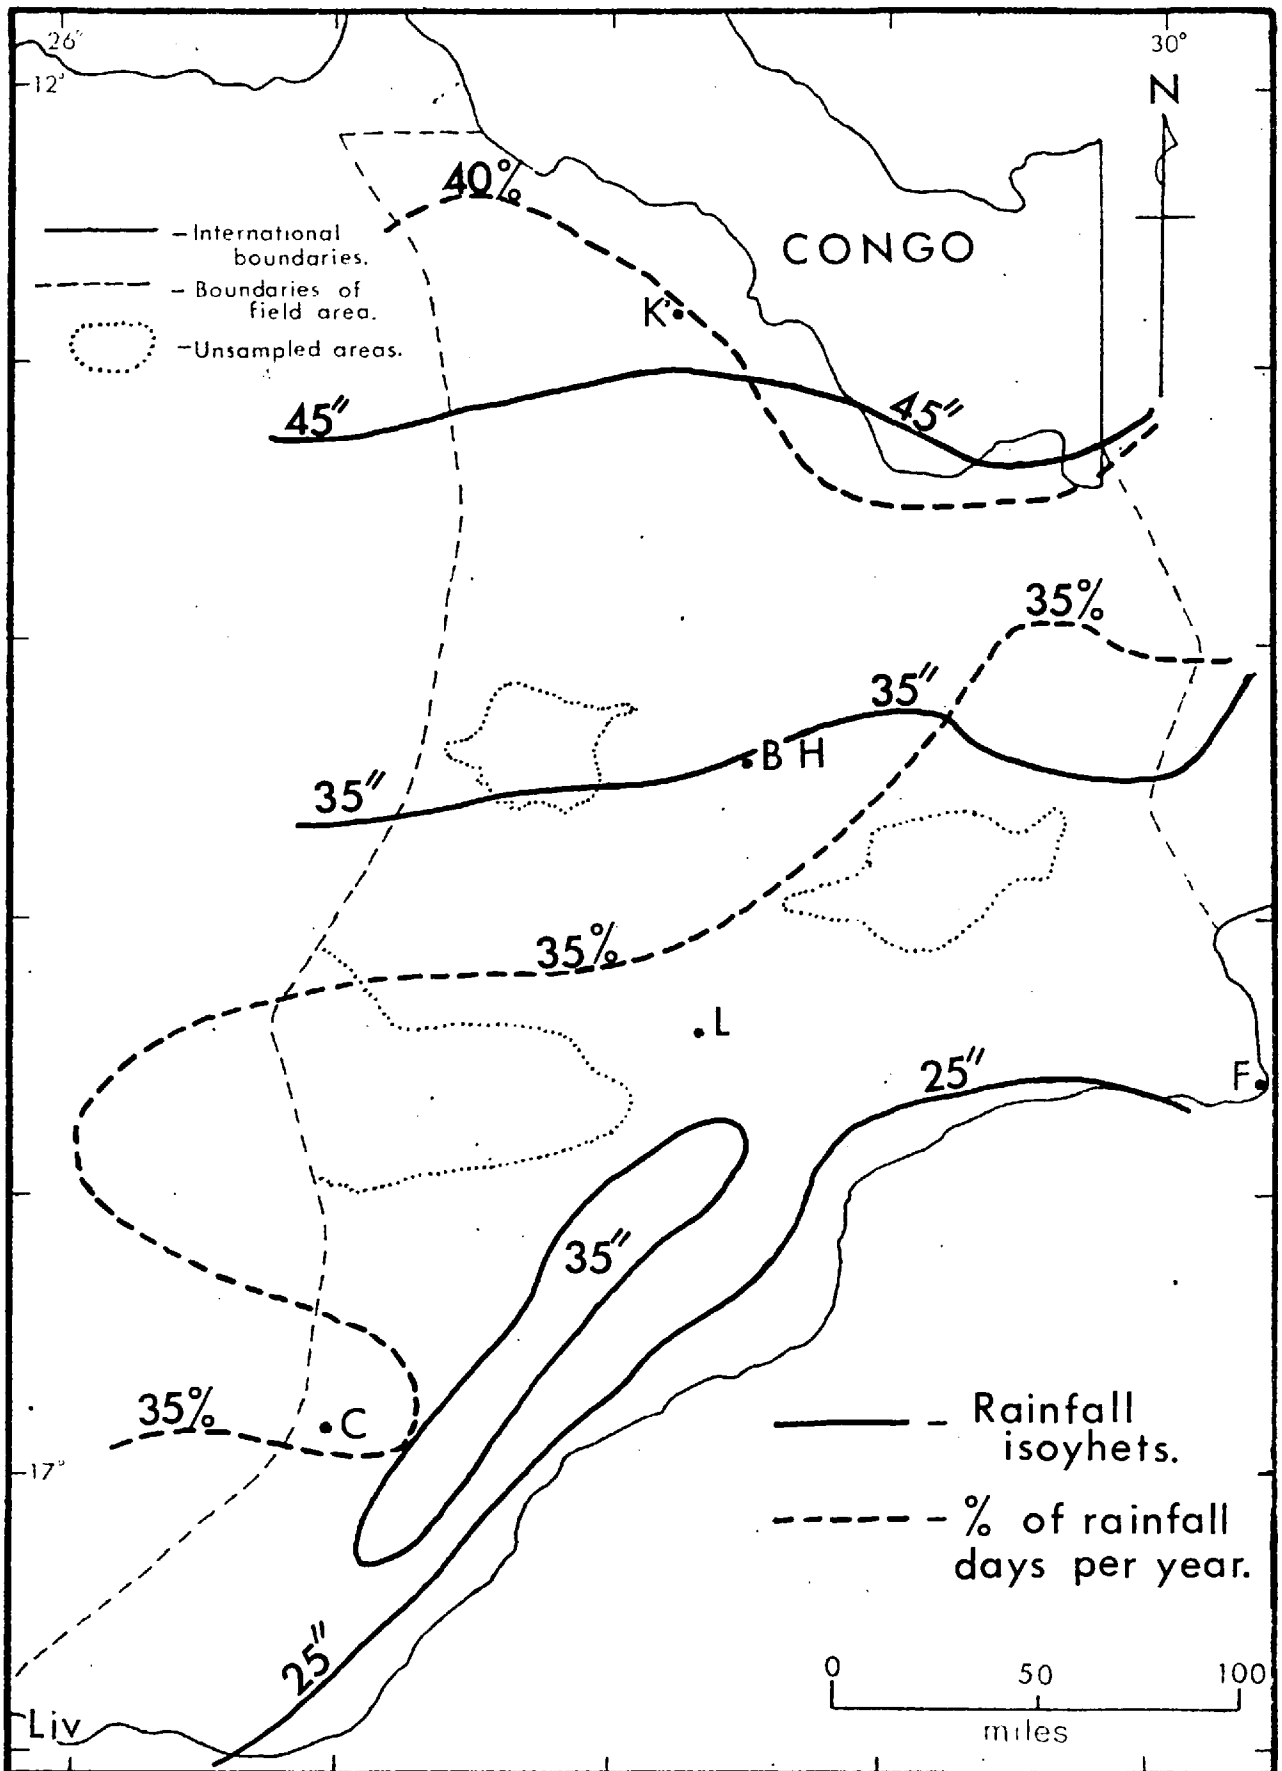 26°
30°
12°
N
40%
CONGO
—International
boundaries.
— Boundaries of
field area.
K
—Unsampled areas.
45″
45″
35%
35″
B H
35″
35%
L
25″
F
35″
35%
C
— Rainfall
isoyhets.
17°
— % of rainfall
days per year.
25″
0 50 100
miles
Liv